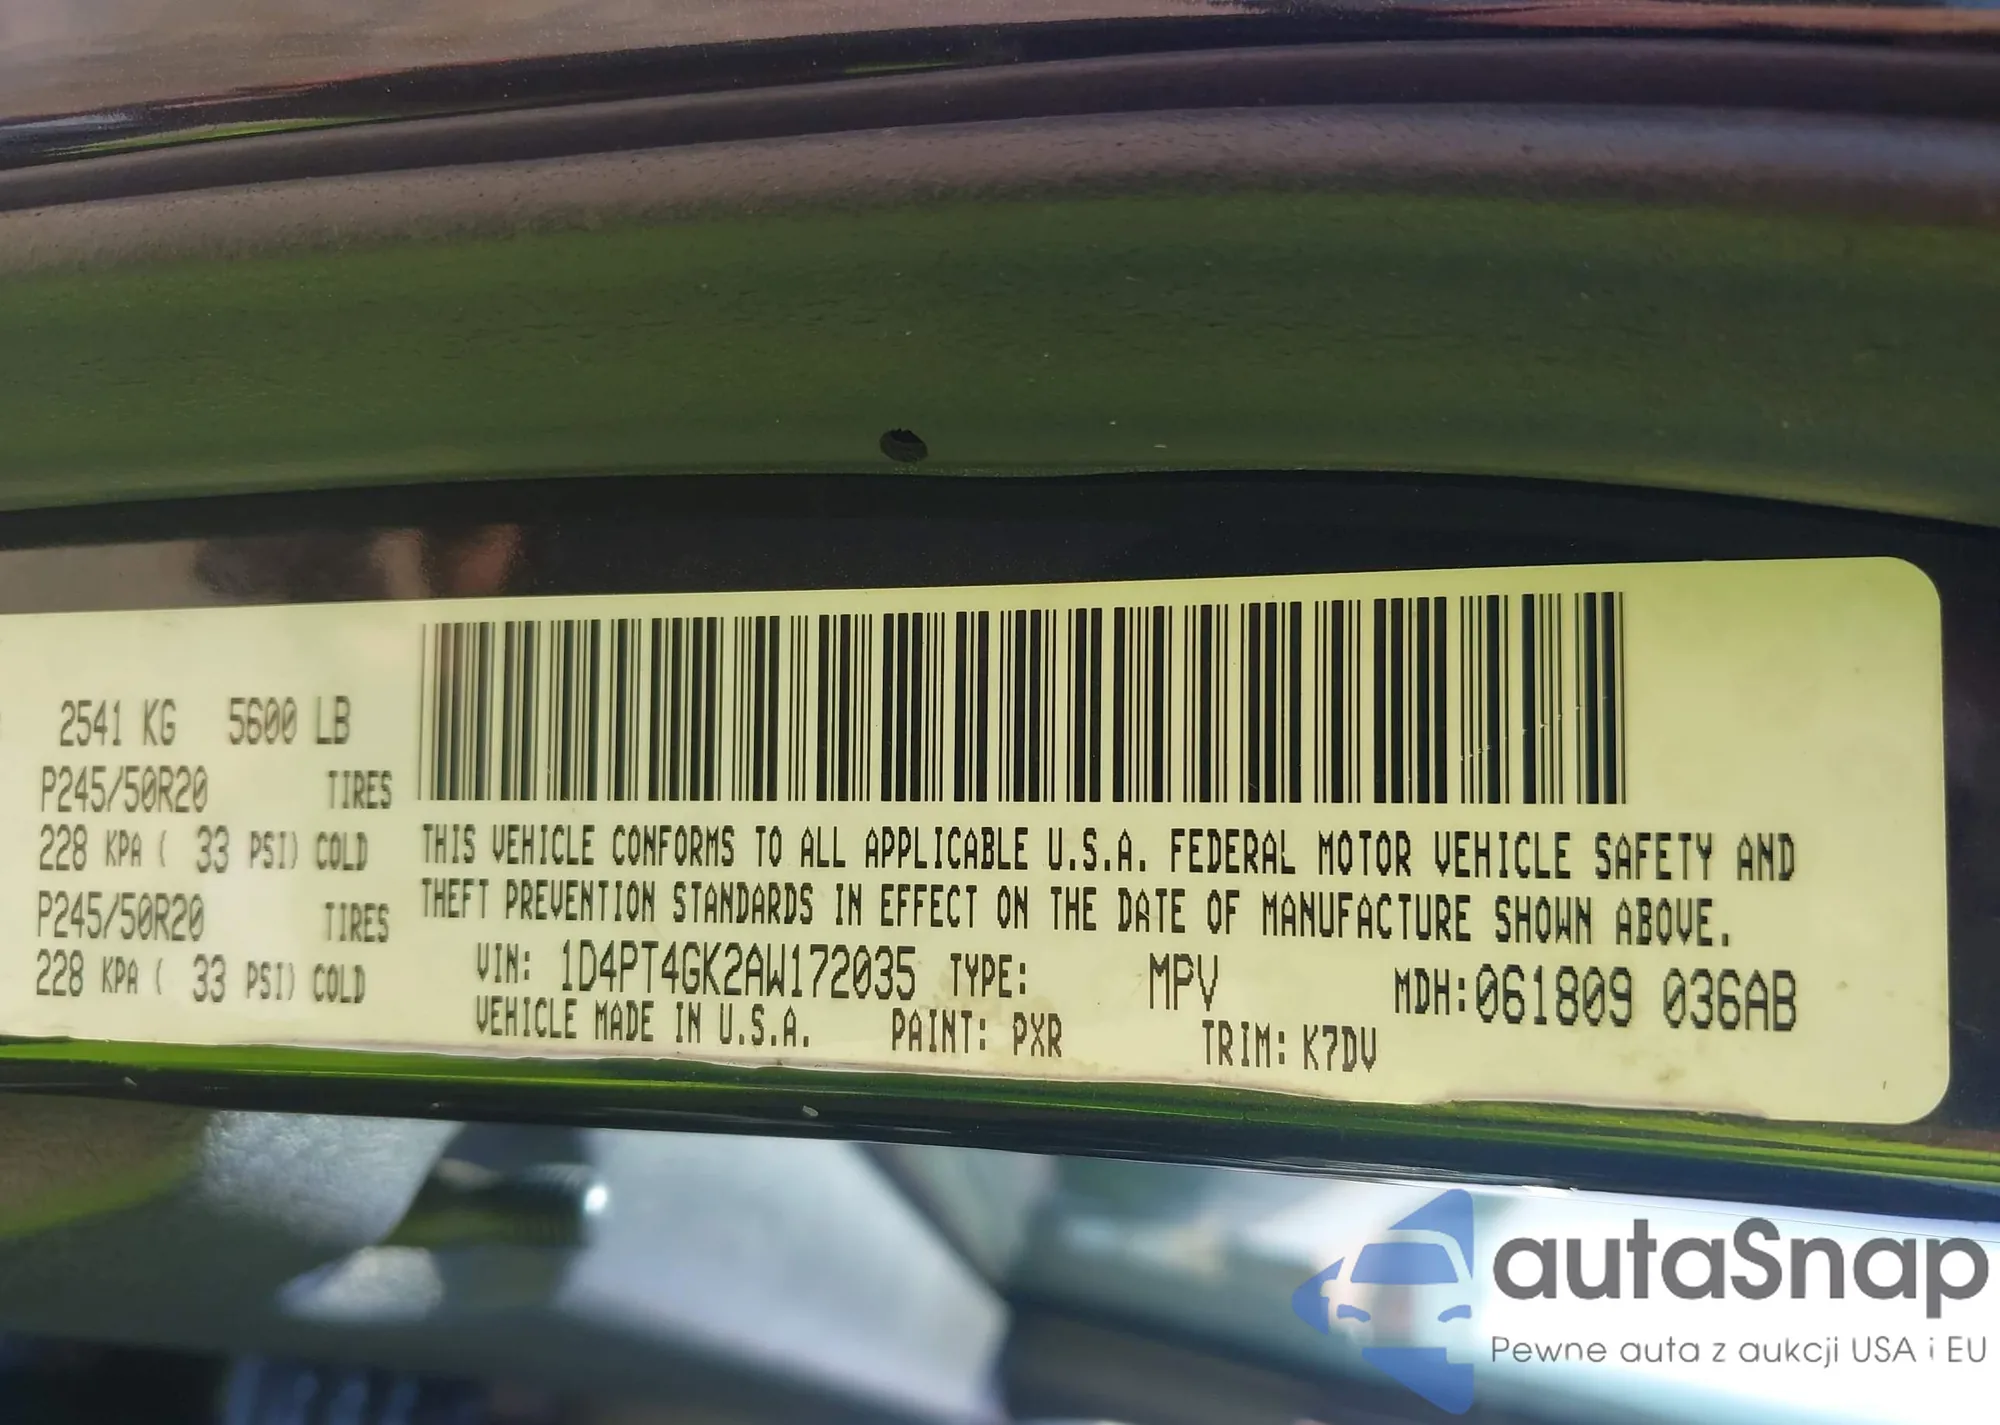 2541 KG 5600 LB
P245/50R20 TIRES
228 KPA ( 33 PSI) COLD
P245/50R20 TIRES
228 KPA ( 33 PSI) COLD
THIS VEHICLE CONFORMS TO ALL APPLICABLE U.S.A. FEDERAL MOTOR VEHICLE SAFETY AND
THEFT PREVENTION STANDARDS IN EFFECT ON THE DATE OF MANUFACTURE SHOWN ABOVE.
VIN: 1D4PT4GK2AW172035 TYPE: MPV MDH:061809 036AB
VEHICLE MADE IN U.S.A. PAINT: PXR TRIM: K7DV
autaSnap
Pewne auta z aukcji USA i EU